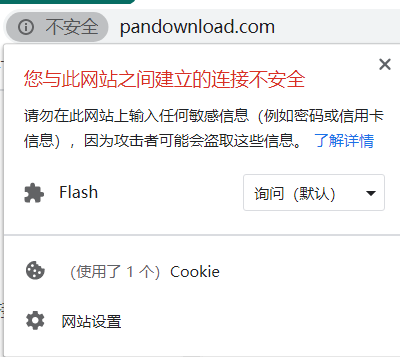 不安全 pandownload.com
您与此网站之间建立的连接不安全
请勿在此网站上输入任何敏感信息（例如密码或信用卡
信息），因为攻击者可能会盗取这些信息。 了解详情
Flash 询问（默认）
（使用了 1 个）Cookie
网站设置